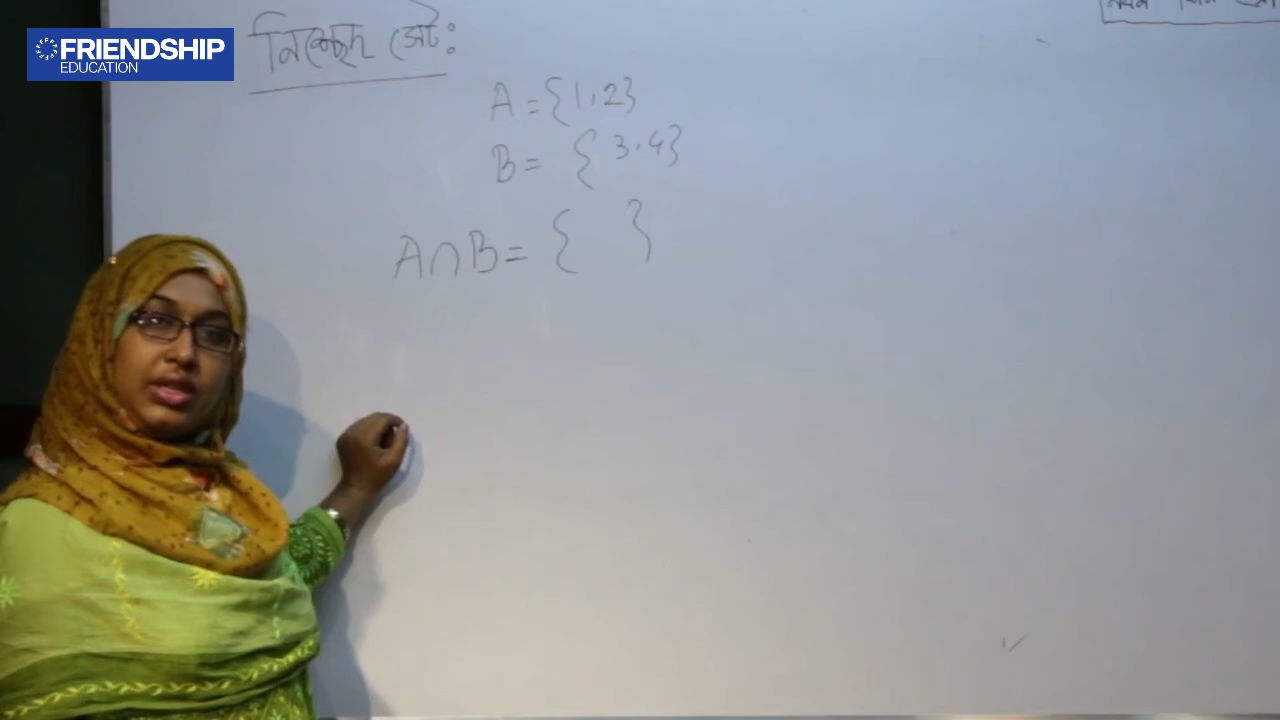 FRIENDSHIP
EDUCATION
নিশ্ছেদ সেট:
A = {1,2}
B = { 3,4}
A∩B = { }